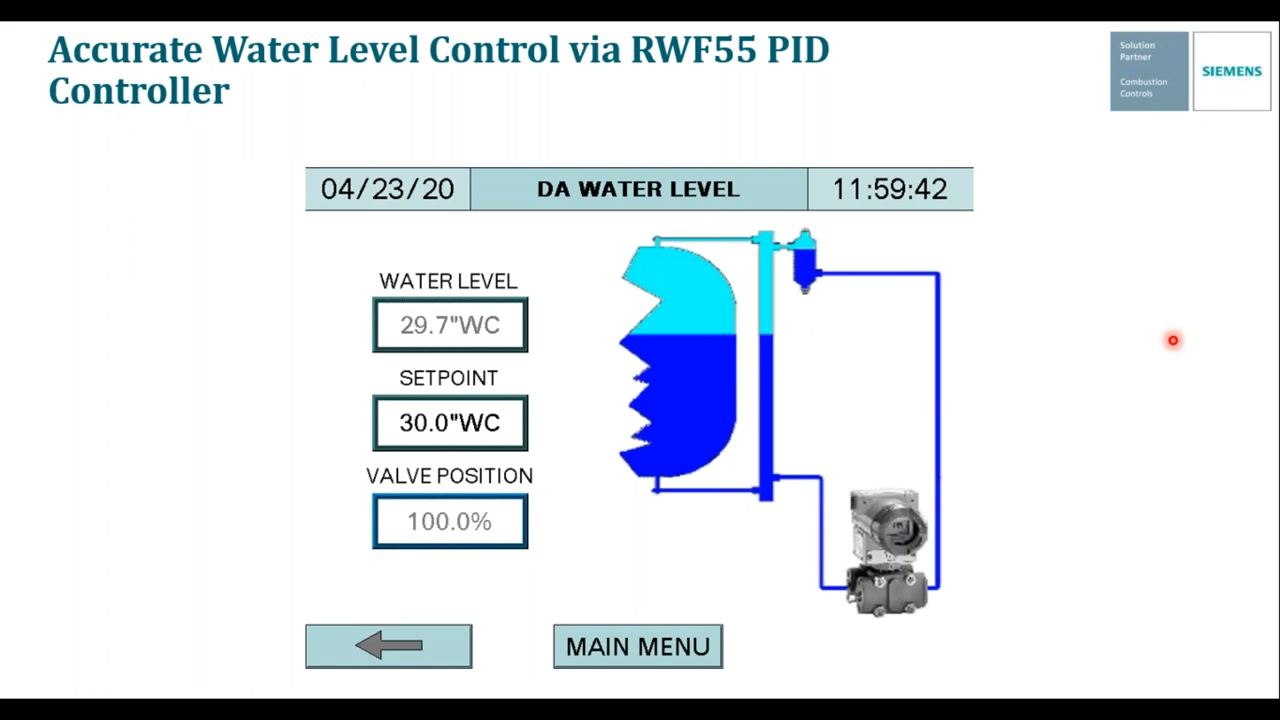 Accurate Water Level Control via RWF55 PID
Controller
Solution
Partner
Combustion
Controls
SIEMENS
04/23/20
DA WATER LEVEL
11:59:42
WATER LEVEL
29.7"WC
SETPOINT
30.0"WC
VALVE POSITION
100.0%
MAIN MENU